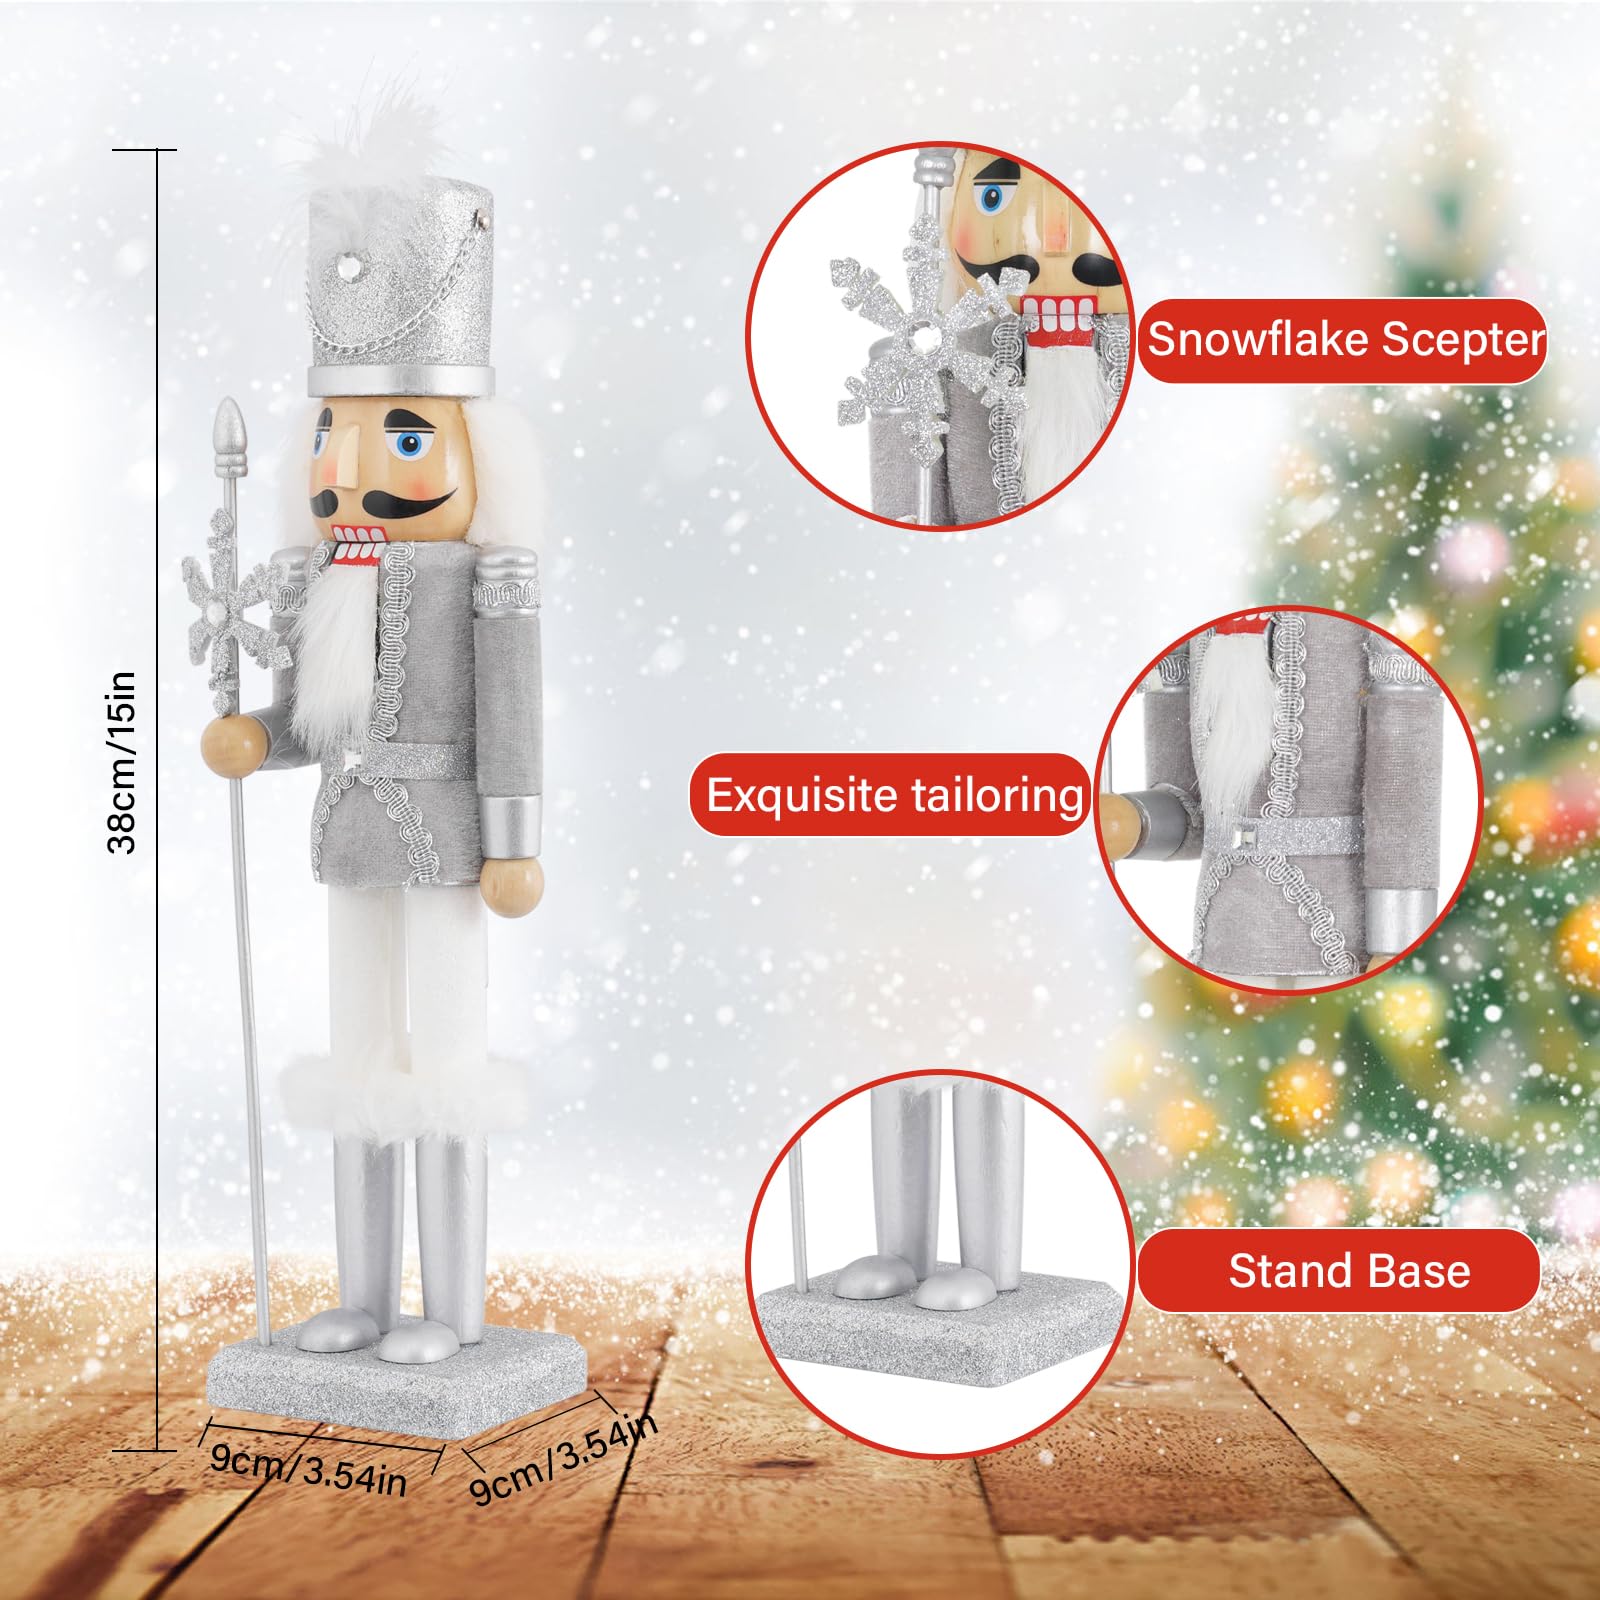 38cm/15in
Snowflake Scepter
Exquisite tailoring
Stand Base
9cm/3.54in
9cm/3.54in